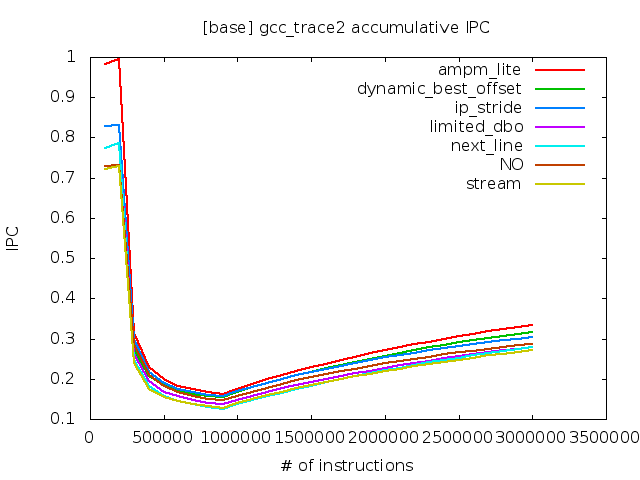 [base] gcc_trace2 accumulative IPC
ampm_lite
dynamic_best_offset
ip_stride
limited_dbo
next_line
NO
stream
1
0.9
0.8
0.7
0.6
0.5
0.4
0.3
0.2
0.1
IPC
0 500000 1000000 1500000 2000000 2500000 3000000 3500000
# of instructions